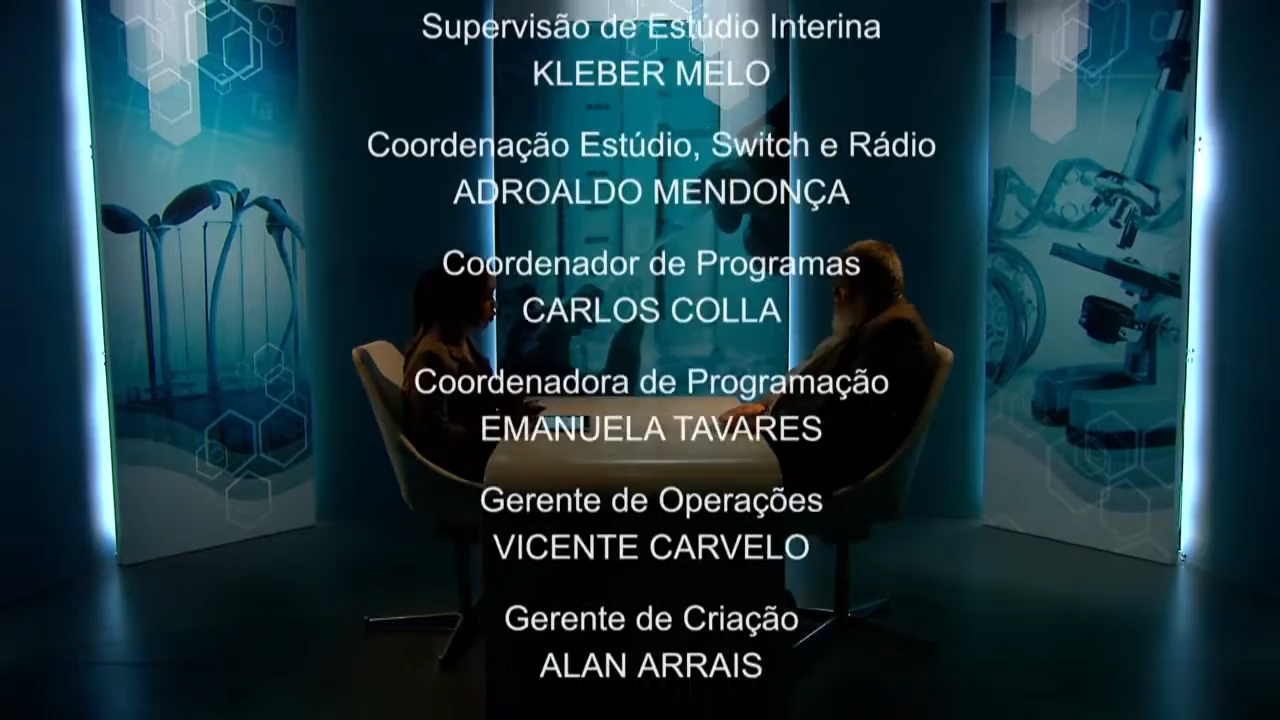 Supervisão de Estúdio Interina
KLEBER MELO
Coordenação Estúdio, Switch e Rádio
ADROALDO MENDONÇA
Coordenador de Programas
CARLOS COLLA
Coordenadora de Programação
EMANUELA TAVARES
Gerente de Operações
VICENTE CARVELO
Gerente de Criação
ALAN ARRAIS